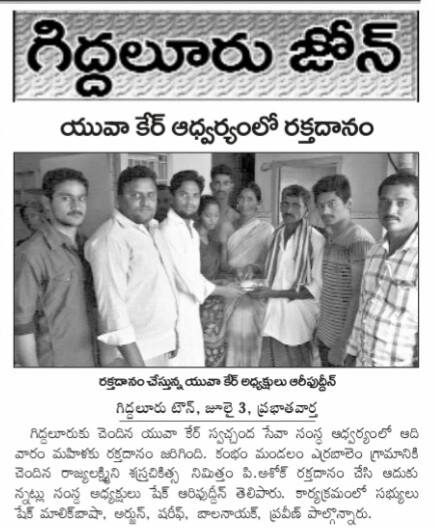 గిద్దలూరు జోన్
యువా కేర్ ఆధ్వర్యంలో రక్తదానం
రక్తదానం చేస్తున్న యువా కేర్ అధ్యక్షులు ఆరీఫుద్దీన్
గిద్దలూరు టౌన్, జూలై 3, ప్రభాతవార్త
గిద్దలూరుకు చెందిన యువా కేర్ స్వచ్చంద సేవా సంస్థ ఆధ్వర్యంలో ఆది
వారం మహిళకు రక్తదానం జరిగింది. కంభం మండలం ఎర్రబాలెం గ్రామానికి
చెందిన రాజ్యలక్ష్మిని శస్త్రచికిత్స నిమిత్తం పి.అశోక్ రక్తదానం చేసి ఆదుకు
న్నట్లు సంస్థ అధ్యక్షులు షేక్ ఆరిఫుద్దీన్ తెలిపారు. కార్యక్రమంలో సభ్యులు
షేక్ మాలిక్‌బాషా, అర్జున్, షరీఫ్, బాలనాయక్, ప్రవీణ్ పాల్గొన్నారు.